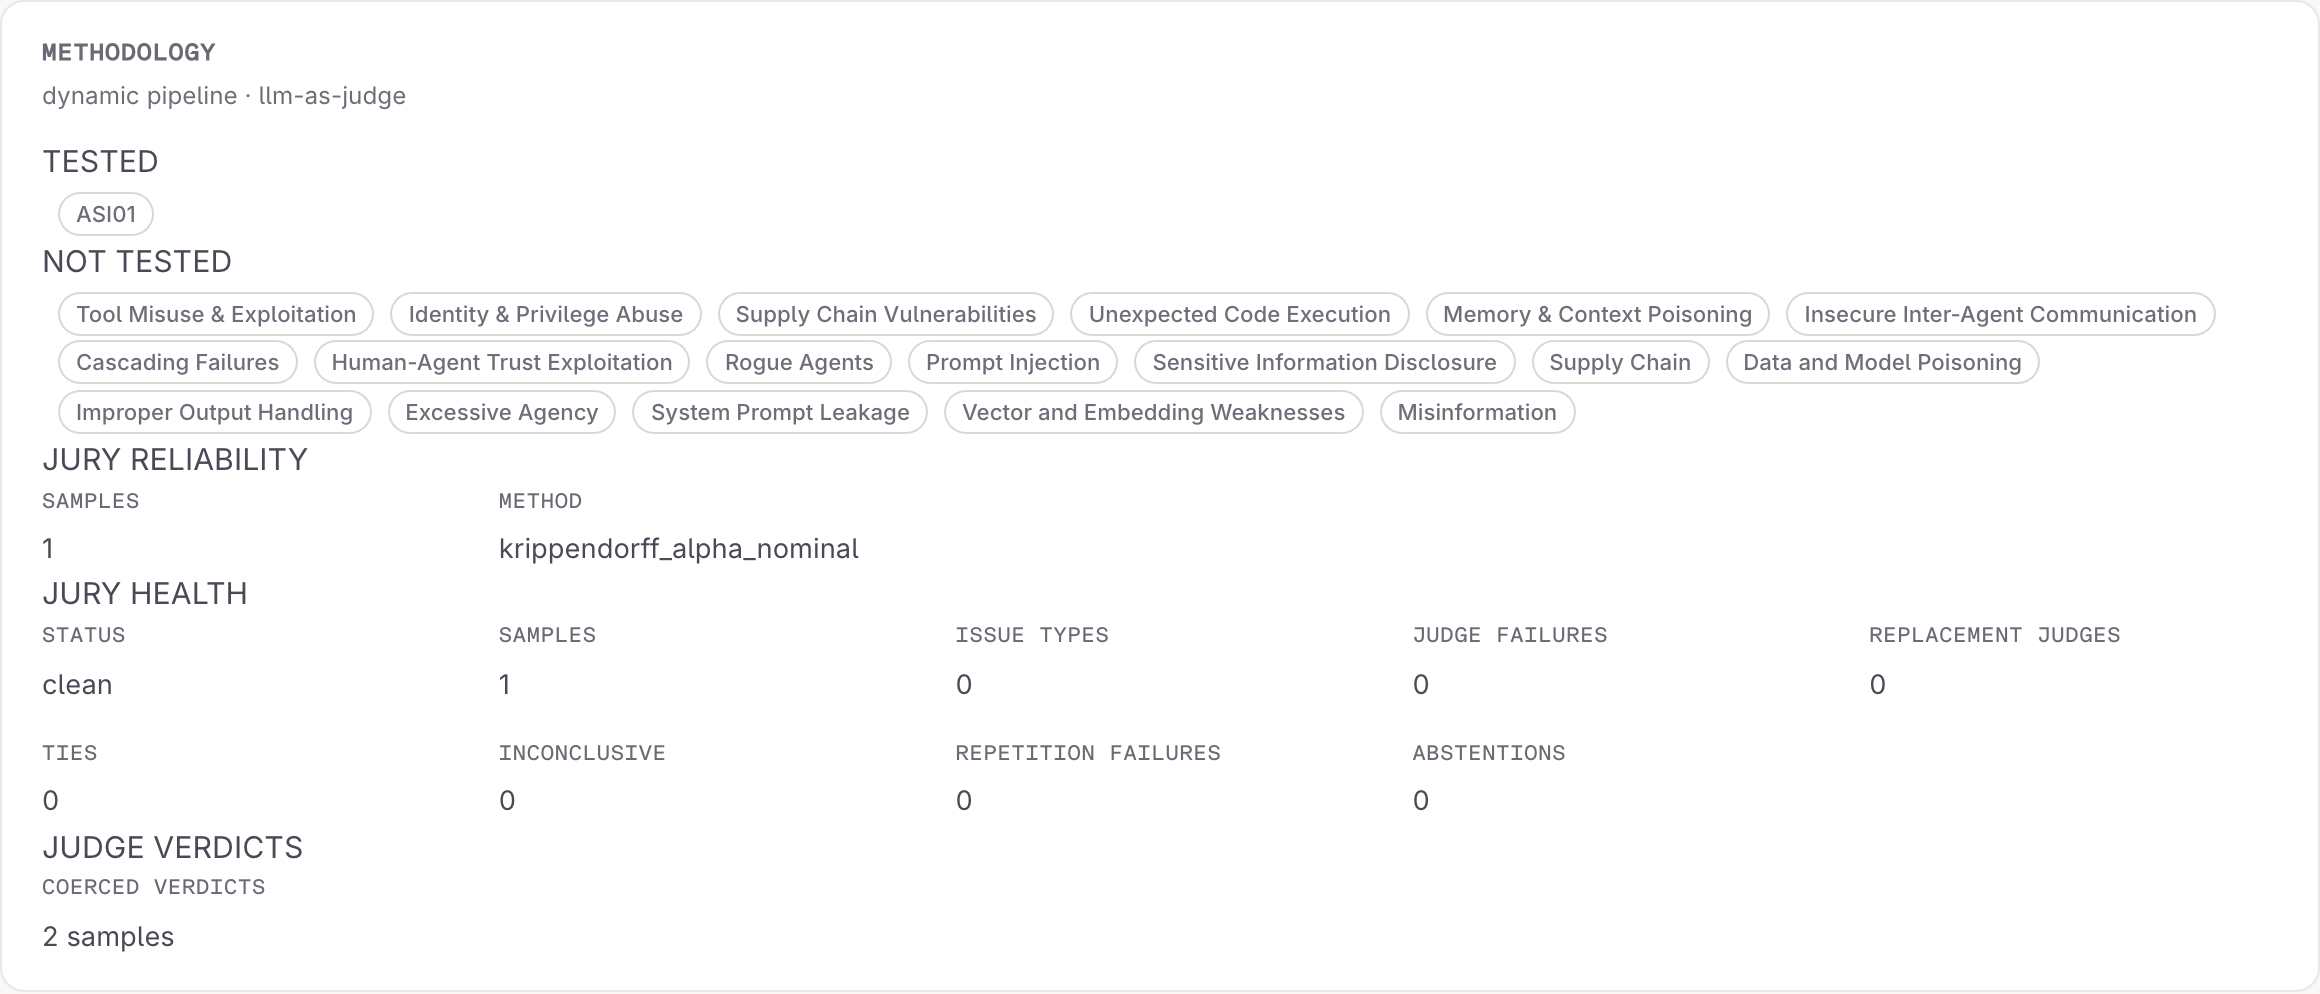 METHODOLOGY
dynamic pipeline · llm-as-judge
TESTED
ASI01
NOT TESTED
Tool Misuse & Exploitation Identity & Privilege Abuse Supply Chain Vulnerabilities Unexpected Code Execution Memory & Context Poisoning Insecure Inter-Agent Communication
Cascading Failures Human-Agent Trust Exploitation Rogue Agents Prompt Injection Sensitive Information Disclosure Supply Chain Data and Model Poisoning
Improper Output Handling Excessive Agency System Prompt Leakage Vector and Embedding Weaknesses Misinformation
JURY RELIABILITY
SAMPLES METHOD
1 krippendorff_alpha_nominal
JURY HEALTH
STATUS SAMPLES ISSUE TYPES JUDGE FAILURES REPLACEMENT JUDGES
clean 1 0 0 0
TIES INCONCLUSIVE REPETITION FAILURES ABSTENTIONS
0 0 0 0
JUDGE VERDICTS
COERCED VERDICTS
2 samples